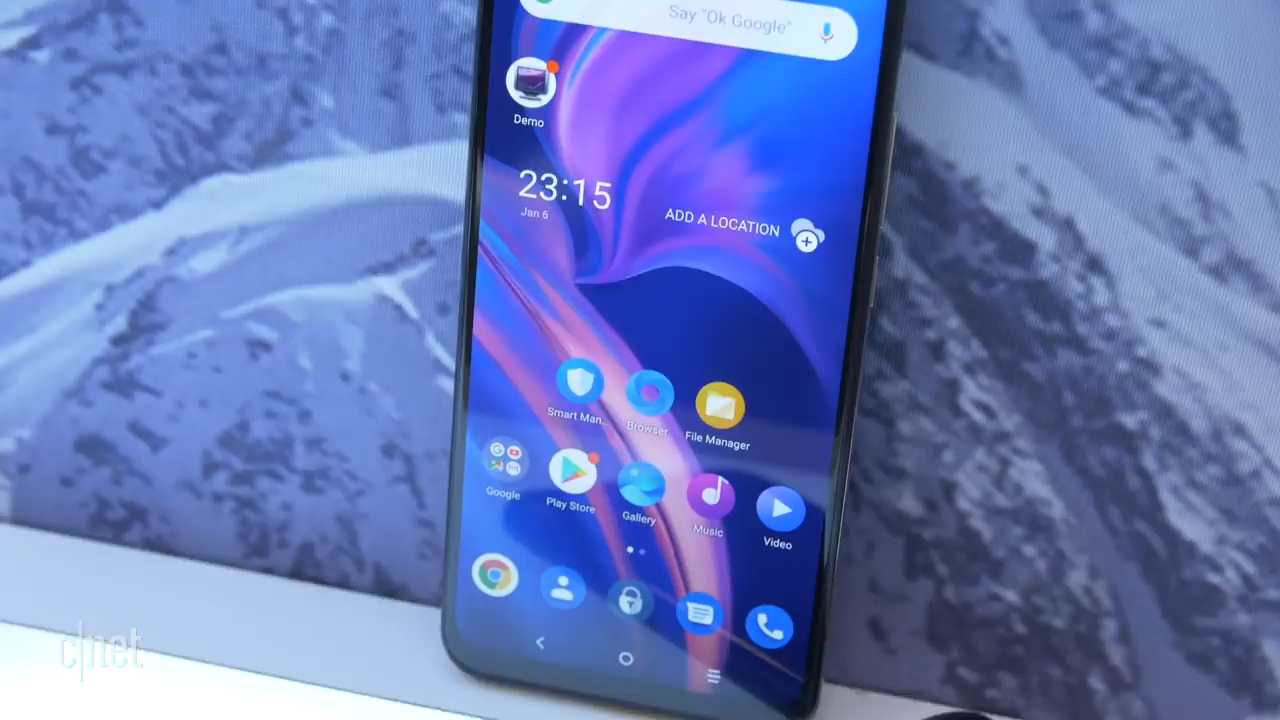 Say "Ok Google"
Demo
23:15
Jan 6
ADD A LOCATION
Smart Man...
Browser
File Manager
Google
Play Store
Gallery
Music
Video
c|net